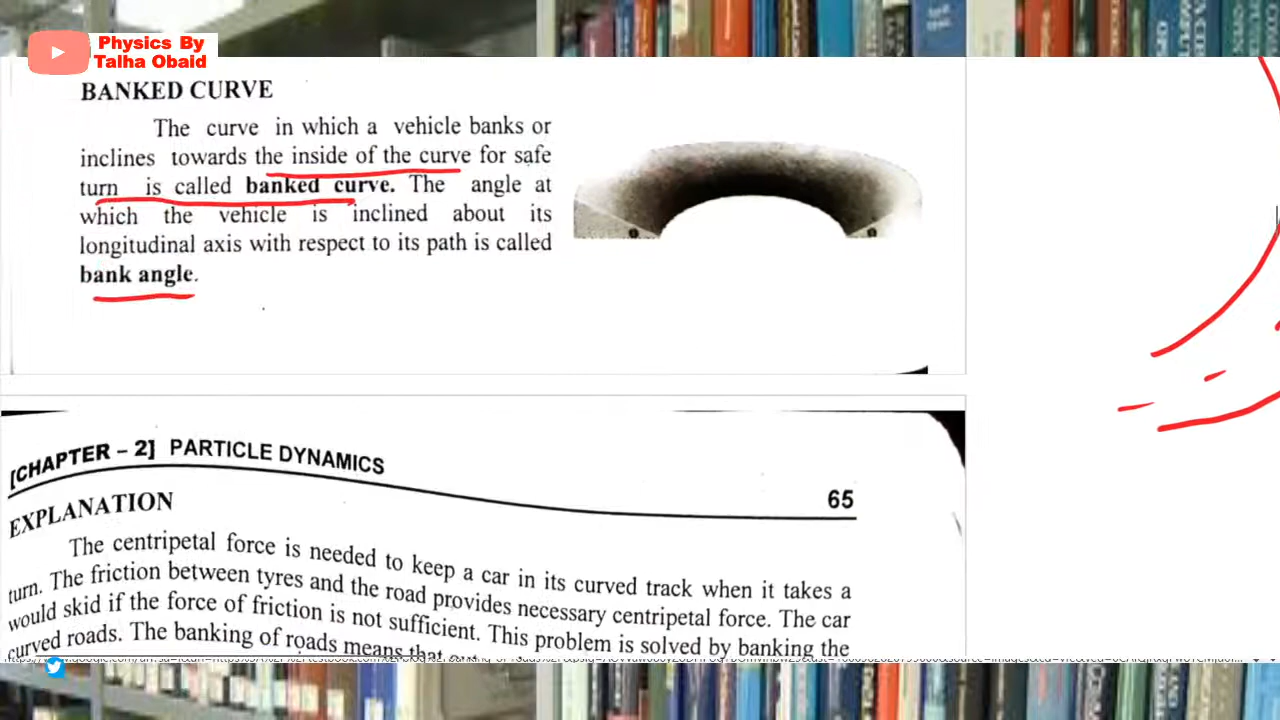 Physics By
Talha Obaid
BANKED CURVE
The curve in which a vehicle banks or
inclines towards the inside of the curve for safe
turn is called banked curve. The angle at
which the vehicle is inclined about its
longitudinal axis with respect to its path is called
bank angle.
[CHAPTER – 2] PARTICLE DYNAMICS
65
EXPLANATION
The centripetal force is needed to keep a car in its curved track when it takes a
turn. The friction between tyres and the road provides necessary centripetal force. The car
would skid if the force of friction is not sufficient. This problem is solved by banking the
curved roads. The banking of roads means that